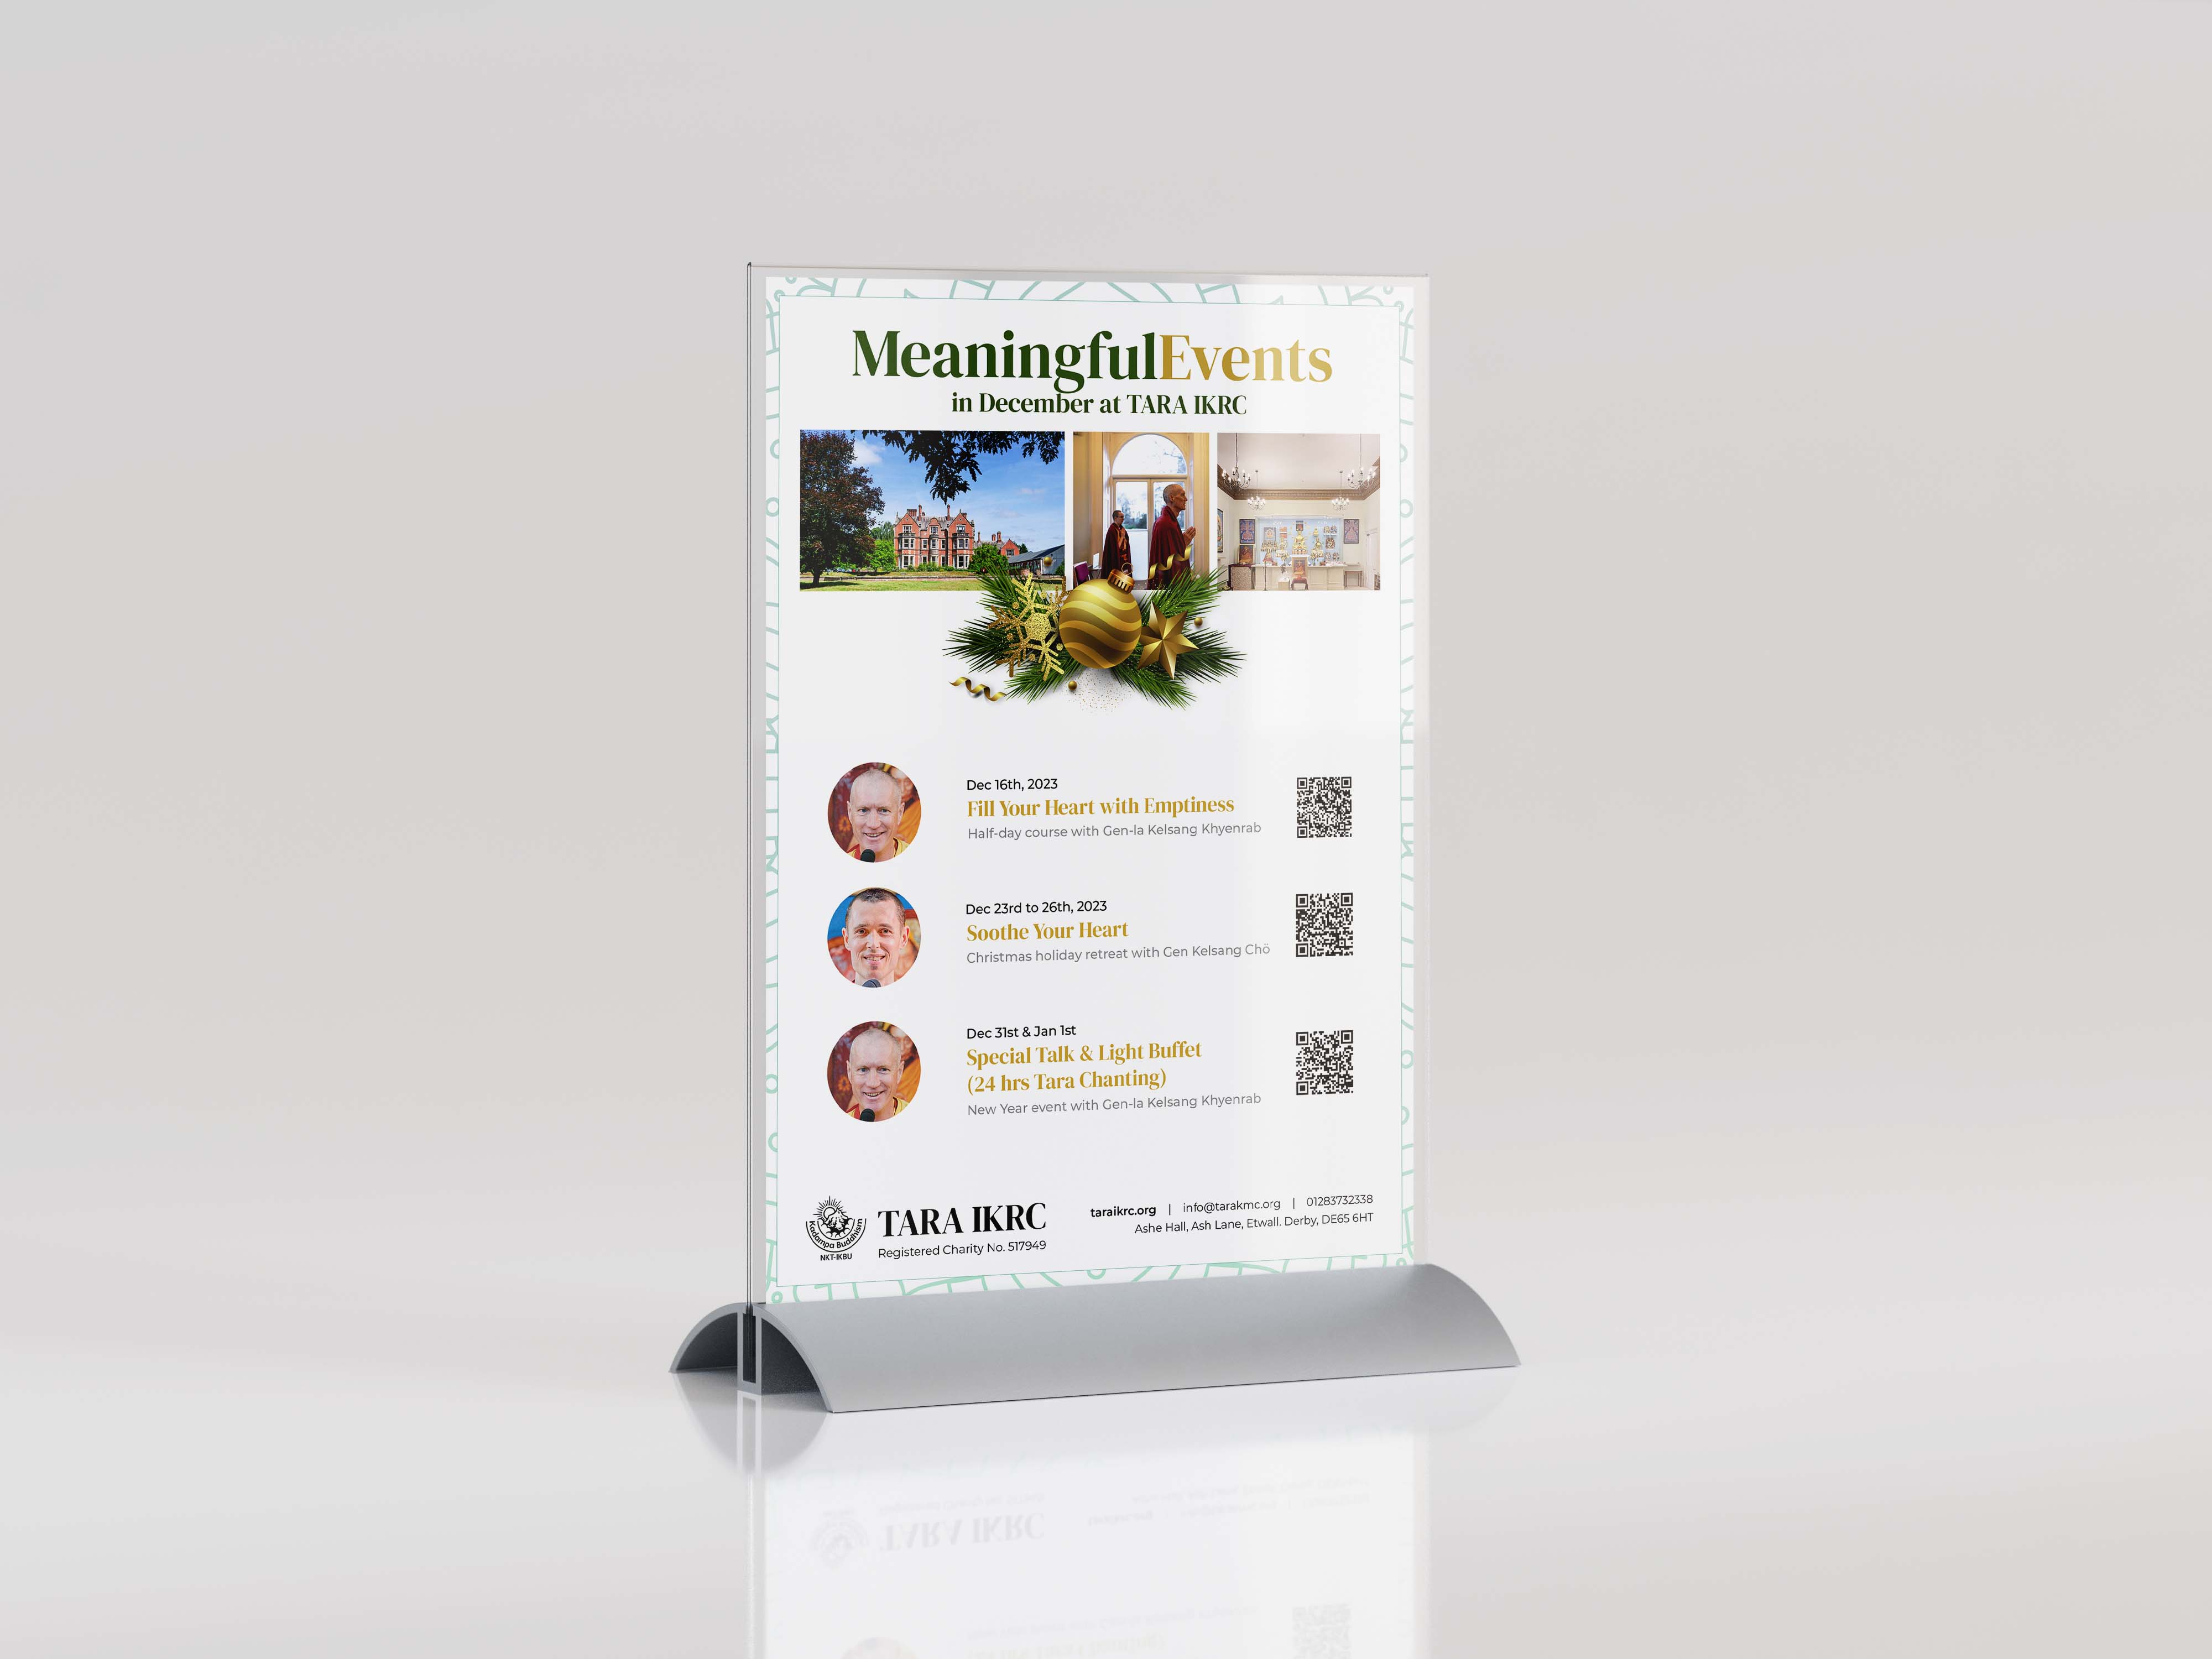 MeaningfulEvents
in December at TARA IKRC
Dec 16th, 2023
Fill Your Heart with Emptiness
Half-day course with Gen-la Kelsang Khyenrab
Dec 23rd to 26th, 2023
Soothe Your Heart
Christmas holiday retreat with Gen Kelsang Chö
Dec 31st & Jan 1st
Special Talk & Light Buffet
(24 hrs Tara Chanting)
New Year event with Gen-la Kelsang Khyenrab
Kadampa Buddhism
NKT-IKBU
TARA IKRC
Registered Charity No. 517949
taraikrc.org | info@tarakmc.org | 01283732338
Ashe Hall, Ash Lane, Etwall. Derby, DE65 6HT